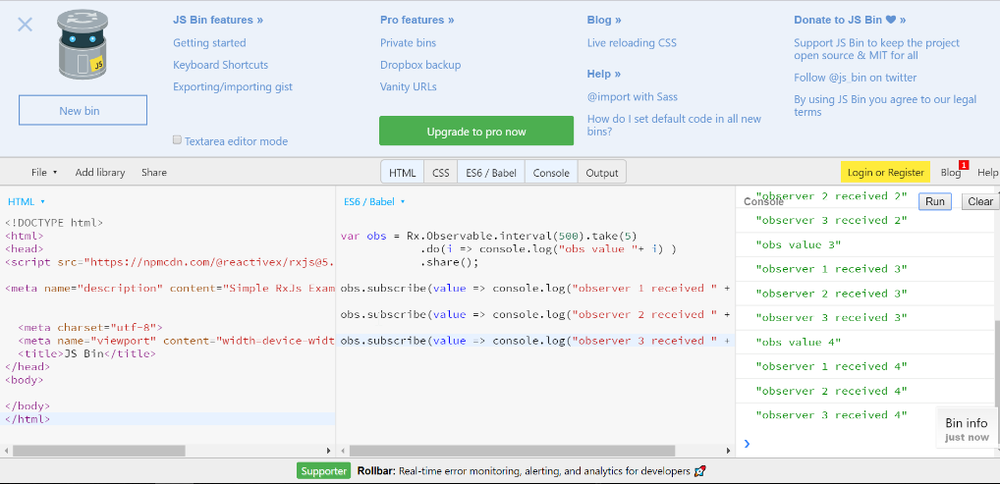 JS Bin features »
Getting started
Keyboard Shortcuts
Exporting/importing gist
Textarea editor mode
Pro features »
Private bins
Dropbox backup
Vanity URLs
Upgrade to pro now
Blog »
Live reloading CSS
Help »
@import with Sass
How do I set default code in all new
bins?
Donate to JS Bin ♥ »
Support JS Bin to keep the project
open source & MIT for all
Follow @js_bin on twitter
By using JS Bin you agree to our legal
terms
JS
New bin
File Add library Share
HTML CSS ES6 / Babel Console Output
Login or Register Blog 1 Help
HTML
<!DOCTYPE html>
<html>
<head>
<script src="https://npmcdn.com/@reactivex/rxjs@5.
<meta name="description" content="Simple RxJs Exam
<meta charset="utf-8">
<meta name="viewport" content="width=device-widt
<title>JS Bin</title>
</head>
<body>
</body>
</html>
ES6 / Babel
var obs = Rx.Observable.interval(500).take(5)
.do(i => console.log("obs value "+ i) )
.share();
obs.subscribe(value => console.log("observer 1 received " +
obs.subscribe(value => console.log("observer 2 received " +
obs.subscribe(value => console.log("observer 3 received " +
Console
Run Clear
"observer 2 received 2"
"observer 3 received 2"
"obs value 3"
"observer 1 received 3"
"observer 2 received 3"
"observer 3 received 3"
"obs value 4"
"observer 1 received 4"
"observer 2 received 4"
"observer 3 received 4"
Bin info
just now
Supporter Rollbar: Real-time error monitoring, alerting, and analytics for developers 🚀